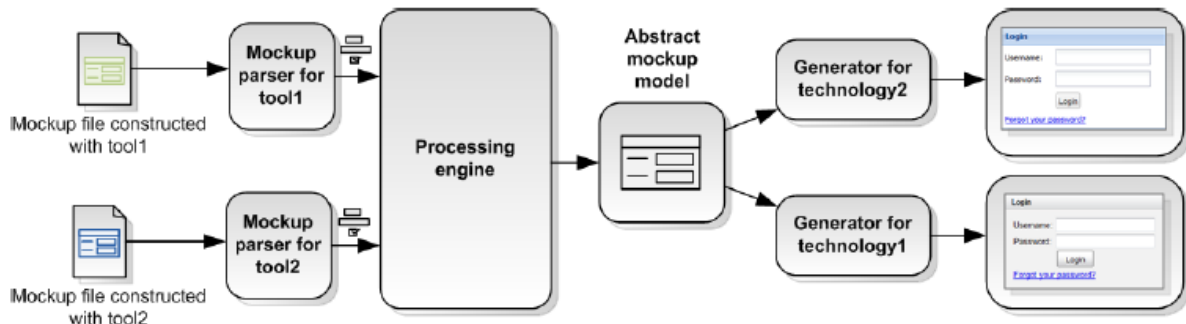 Mockup file constructed
with tool1
Mockup
parser for
tool1
Mockup file constructed
with tool2
Mockup
parser for
tool2
Processing
engine
Abstract
mockup
model
Generator for
technology2
Login
Username:
Password:
Login
Forgot your password?
Generator for
technology1
Login
Username:
Password:
Login
Forgot your password?